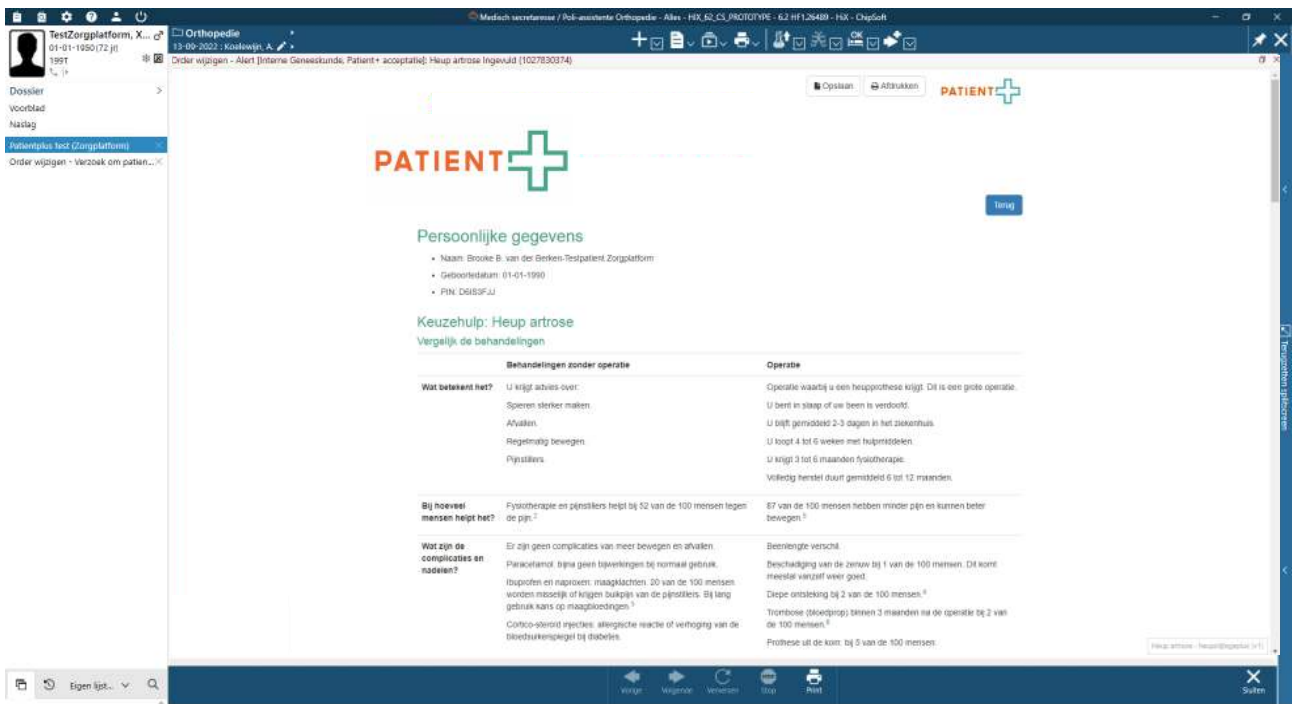 Medisch secretaresse / Poli-assistente Orthopedie - Alles - HiX_62_CS_PROTOTYPE - 6.2 HF126489 - HiX - ChipSoft
TestZorgplatform, X...
01-01-1950 (72 jr)
1991
Orthopedie
13-09-2022 : Koelewijn, A.
Order wijzigen - Alert [Interne Geneeskunde, Patient+ acceptatie]: Heup artrose Ingevuld (1027830374)
Dossier
Voorblad
Naslag
Patientplus test (Zorgplatform)
Order wijzigen - Verzoek om patien...
Opslaan
Afdrukken
PATIENT
PATIENT
Terug
Persoonlijke gegevens
• Naam: Brooke B. van der Berken-Testpatient Zorgplatform
• Geboortedatum: 01-01-1990
• PIN: D6IS3FJJ
Keuzehulp: Heup artrose
Vergelijk de behandelingen
Behandelingen zonder operatie
Operatie
Wat betekent het?
U krijgt advies over:
Spieren sterker maken.
Afvallen.
Regelmatig bewegen.
Pijnstillers.
Operatie waarbij u een heupprothese krijgt. Dit is een grote operatie.
U bent in slaap of uw been is verdoofd.
U blijft gemiddeld 2-3 dagen in het ziekenhuis.
U loopt 4 tot 6 weken met hulpmiddelen.
U krijgt 3 tot 6 maanden fysiotherapie.
Volledig herstel duurt gemiddeld 6 tot 12 maanden.
Bij hoeveel
mensen helpt het?
Fysiotherapie en pijnstillers helpt bij 52 van de 100 mensen tegen
de pijn.
87 van de 100 mensen hebben minder pijn en kunnen beter
bewegen.
Wat zijn de
complicaties en
nadelen?
Er zijn geen complicaties van meer bewegen en afvallen.
Paracetamol: bijna geen bijwerkingen bij normaal gebruik.
Ibuprofen en naproxen: maagklachten. 20 van de 100 mensen
worden misselijk of krijgen buikpijn van de pijnstillers. Bij lang
gebruik kans op maagbloedingen.
Cortico-steroid injecties: allergische reactie of verhoging van de
bloedsuikerspiegel bij diabetes.
Beenlengte verschil.
Beschadiging van de zenuw bij 1 van de 100 mensen. Dit komt
meestal vanzelf weer goed.
Diepe ontsteking bij 2 van de 100 mensen.
Trombose (bloedprop) binnen 3 maanden na de operatie bij 2 van
de 100 mensen.
Prothese uit de kom: bij 5 van de 100 mensen.
Terugzetten splitscreen
Eigen lijst...
Vorige
Volgende
Verversen
Stop
Print
Sluiten